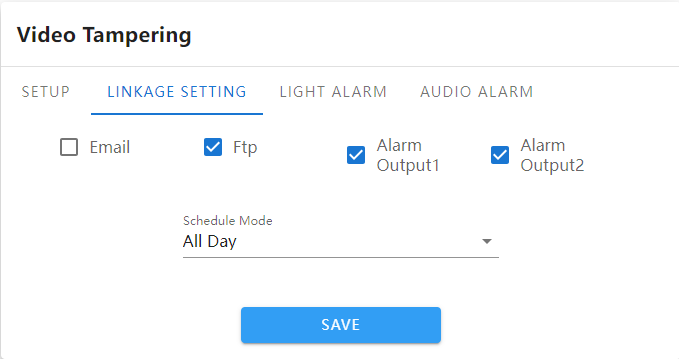 Video Tampering
SETUP LINKAGE SETTING LIGHT ALARM AUDIO ALARM
Email Ftp Alarm Output1 Alarm Output2
Schedule Mode
All Day
SAVE